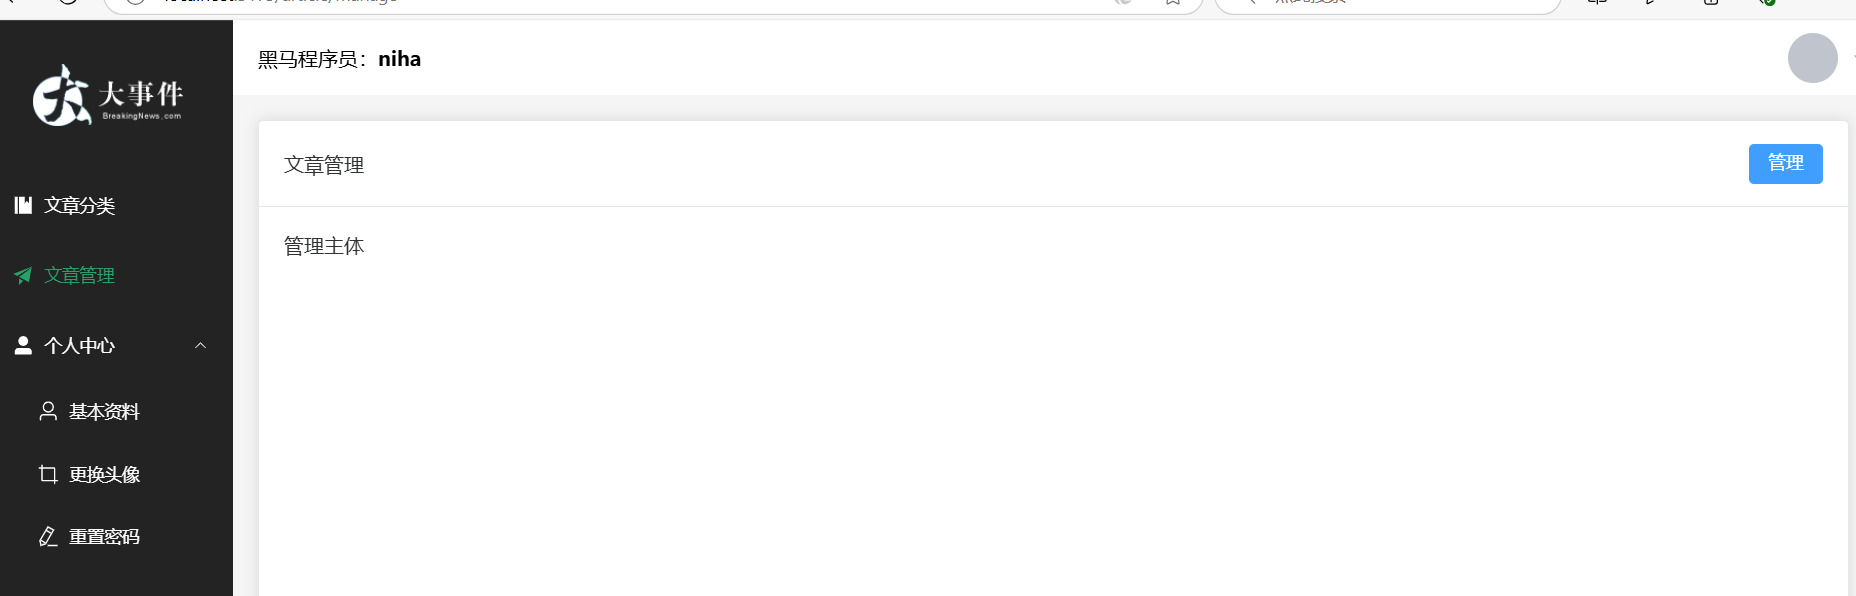 黑马程序员：niha
大事件
BreakingNews.com
文章管理
管理
文章分类
管理主体
文章管理
个人中心
基本资料
更换头像
重置密码